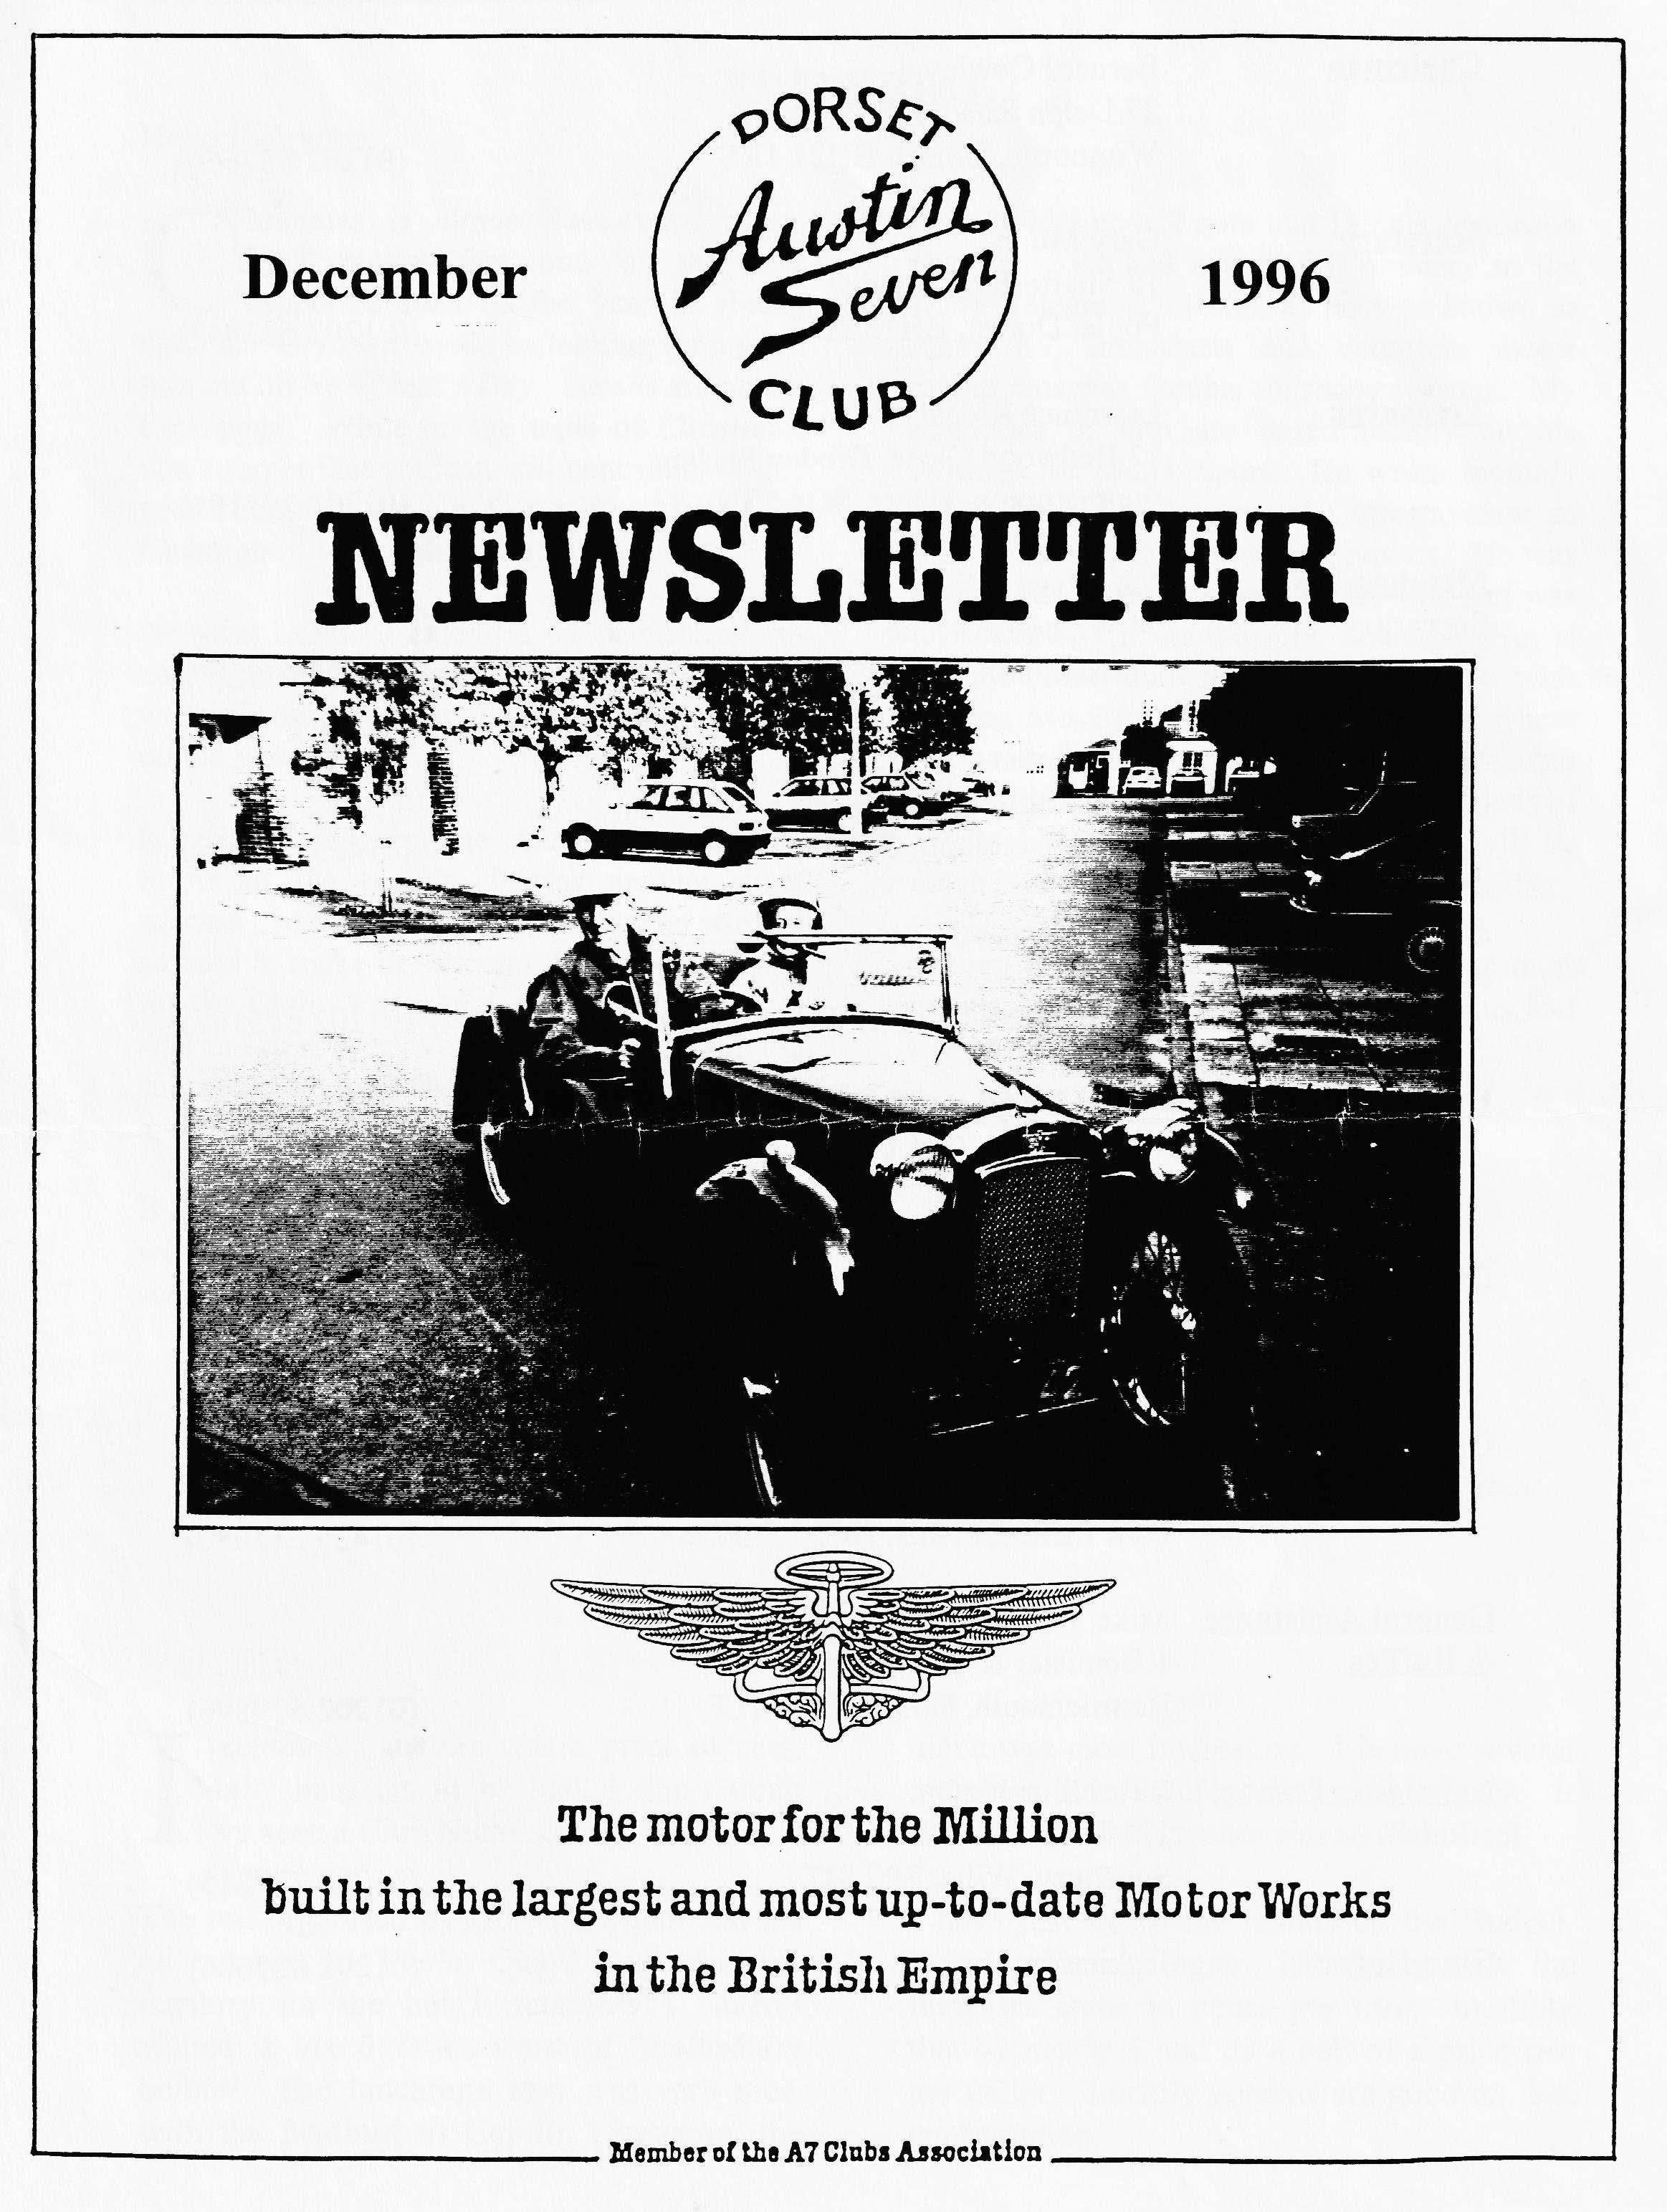 DORSET
Austin
Seven
CLUB
December
1996
NEWSLETTER
The motor for the Million
built in the largest and most up-to-date Motor Works
in the British Empire
Member of the A7 Clubs Association